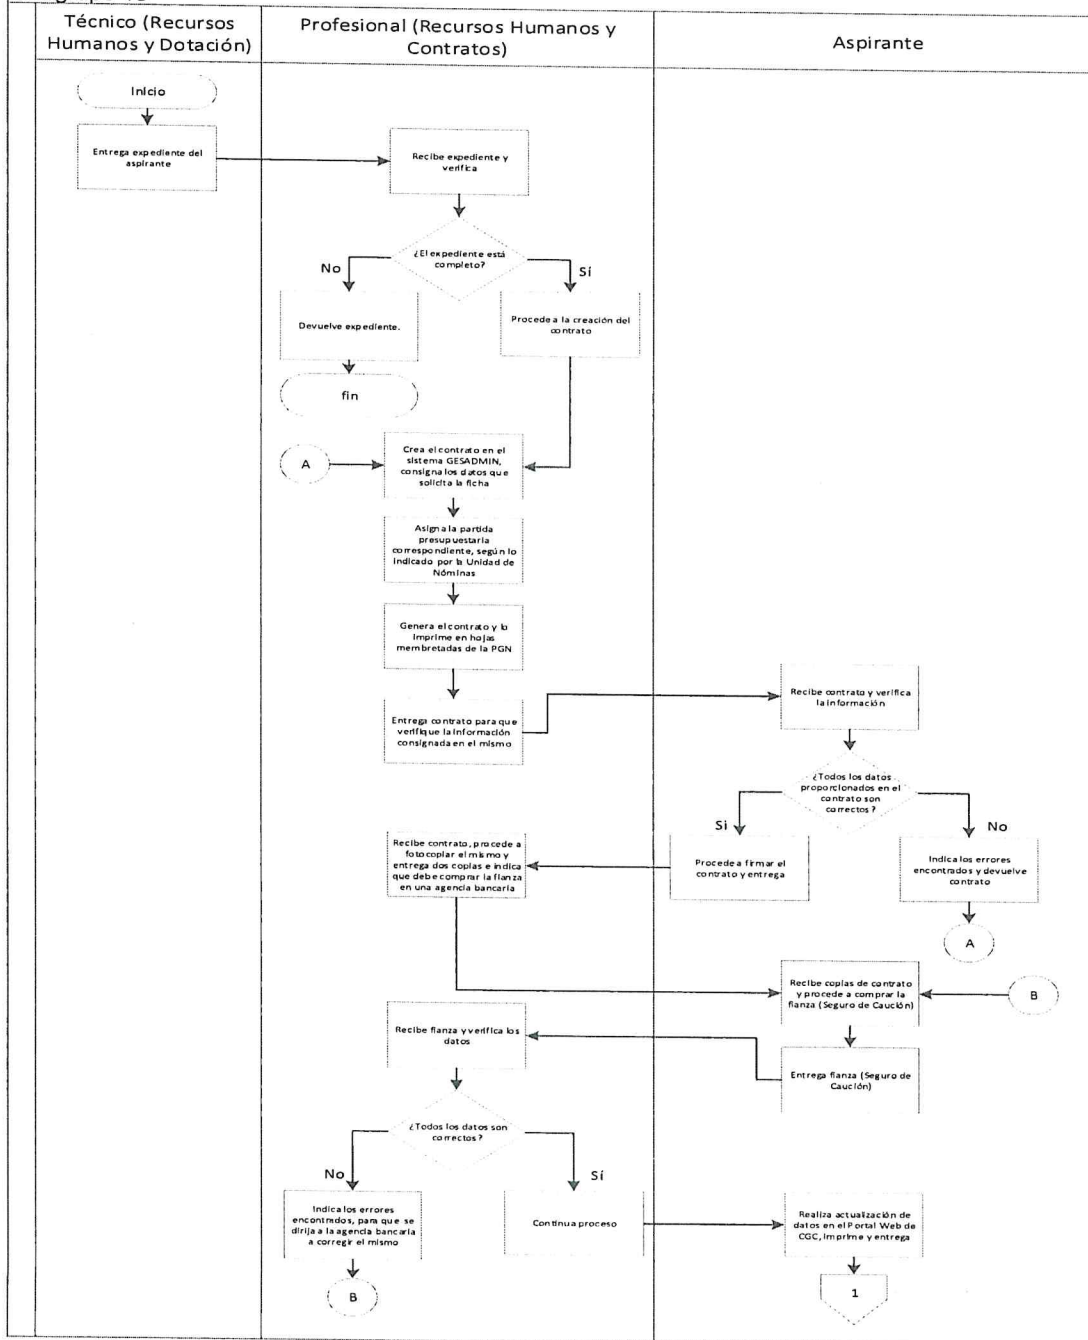 Técnico (Recursos
Humanos y Dotación)
Profesional (Recursos Humanos y
Contratos)
Aspirante
Inicio
Entrega expediente del
aspirante
Recibe expediente y
verifica
¿El expediente está
completo?
No
Sí
Devuelve expediente.
Procede a la creación del
contrato
fin
A
Crea el contrato en el
sistema GESADMIN,
consigna los datos que
solicita la ficha
Asigna la partida
presupuestaria
correspondiente, según lo
indicado por la Unidad de
Nóminas
Genera el contrato y lo
imprime en hojas
membretadas de la PGN
Entrega contrato para que
verifique la información
consignada en el mismo
Recibe contrato y verifica
la información
¿Todos los datos
proporcionados en el
contrato son
correctos?
Si
No
Recibe contrato, procede a
fotocopiar el mismo y
entrega dos copias e indica
que debe comprar la fianza
en una agencia bancaria
Procede a firmar el
contrato y entrega
Indica los errores
encontrados y devuelve
contrato
A
Recibe copias de contrato
y procede a comprar la
fianza (Seguro de Caución)
B
Recibe fianza y verifica los
datos
Entrega fianza (Seguro de
Caución)
¿Todos los datos son
correctos?
No
Sí
Indica los errores
encontrados, para que se
dirija a la agencia bancaria
a corregir el mismo
Continua proceso
Realiza actualización de
datos en el Portal Web de
CGC, imprime y entrega
B
1